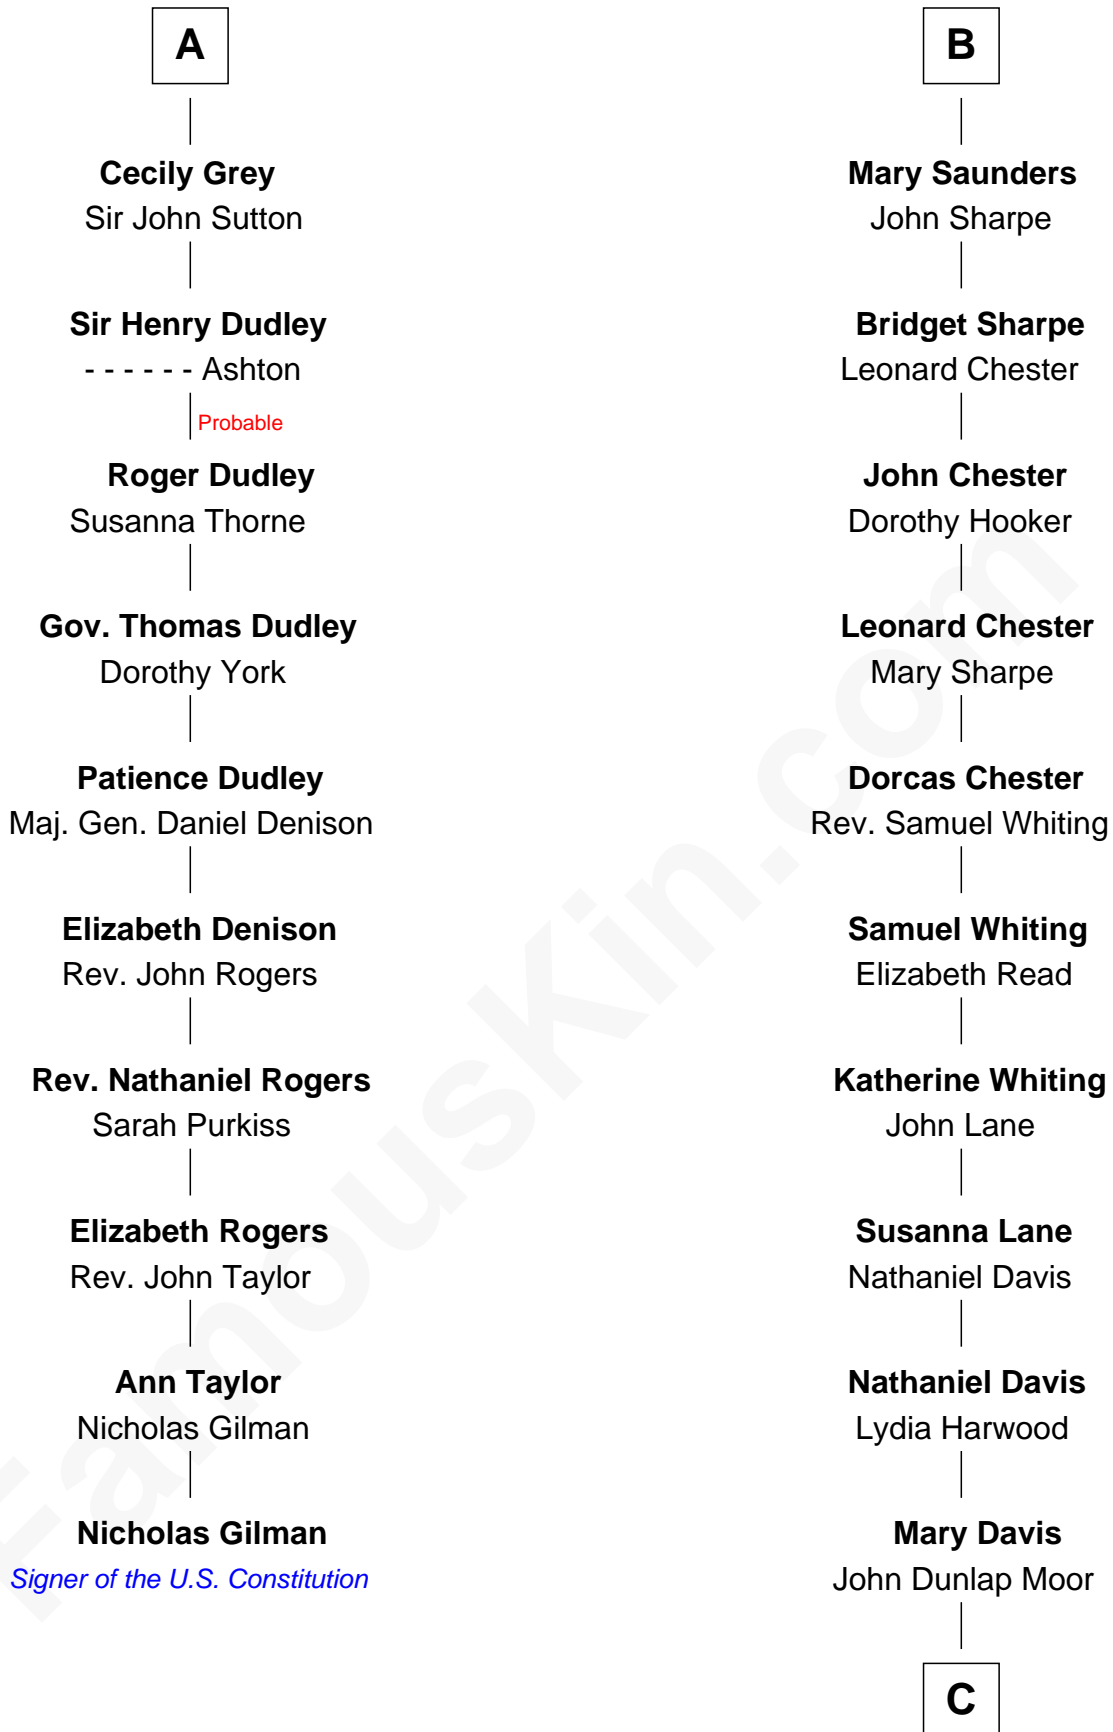 A
Cecily Grey
Sir John Sutton
Sir Henry Dudley
- - - - - - Ashton
Probable
Roger Dudley
Susanna Thorne
Gov. Thomas Dudley
Dorothy York
Patience Dudley
Maj. Gen. Daniel Denison
Elizabeth Denison
Rev. John Rogers
Rev. Nathaniel Rogers
Sarah Purkiss
Elizabeth Rogers
Rev. John Taylor
Ann Taylor
Nicholas Gilman
Nicholas Gilman
Signer of the U.S. Constitution
B
Mary Saunders
John Sharpe
Bridget Sharpe
Leonard Chester
John Chester
Dorothy Hooker
Leonard Chester
Mary Sharpe
Dorcas Chester
Rev. Samuel Whiting
Samuel Whiting
Elizabeth Read
Katherine Whiting
John Lane
Susanna Lane
Nathaniel Davis
Nathaniel Davis
Lydia Harwood
Mary Davis
John Dunlap Moor
C
FamousKin.com